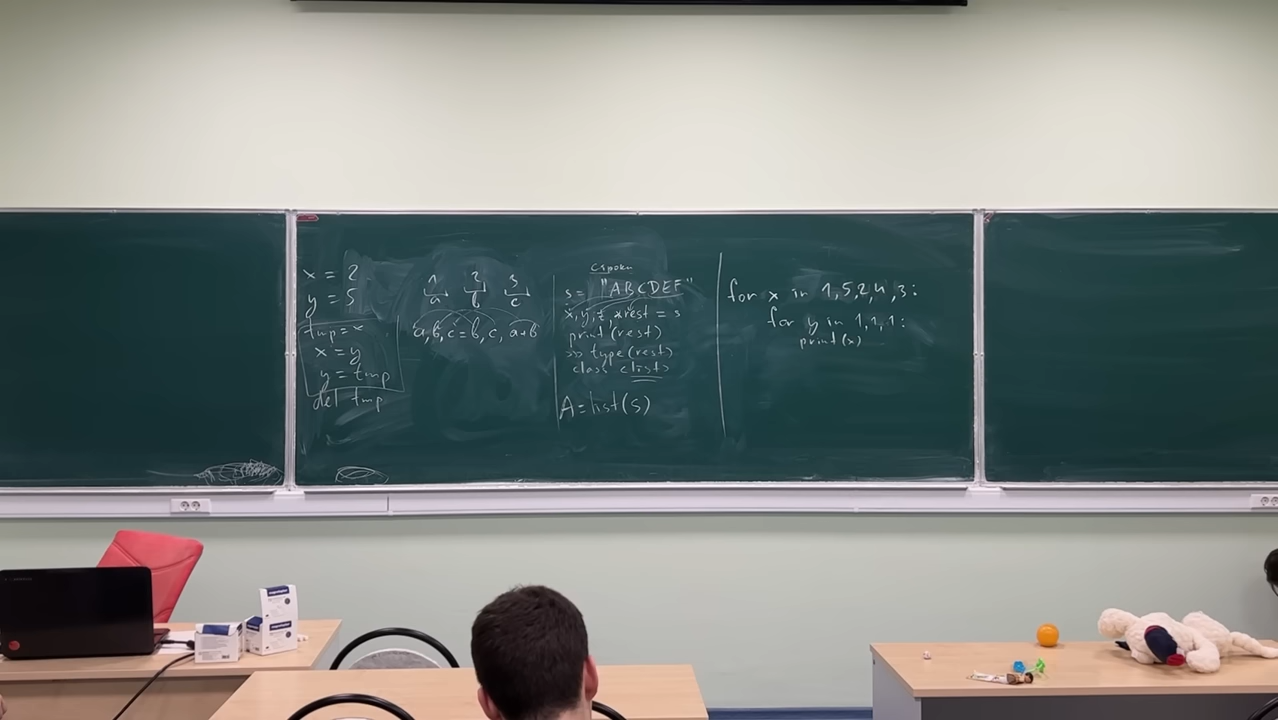 x = 2
y = 5
tmp = x
x = y
y = tmp
del tmp
1 2 3
a b c
a, b, c = b, c, a+b
строки
s = "ABCDEF"
x, y, z, *rest = s
print(rest)
>>> type(rest)
class <list>
A = list(s)
for x in 1,5,2,4,3:
for y in 1,1,1:
print(x)